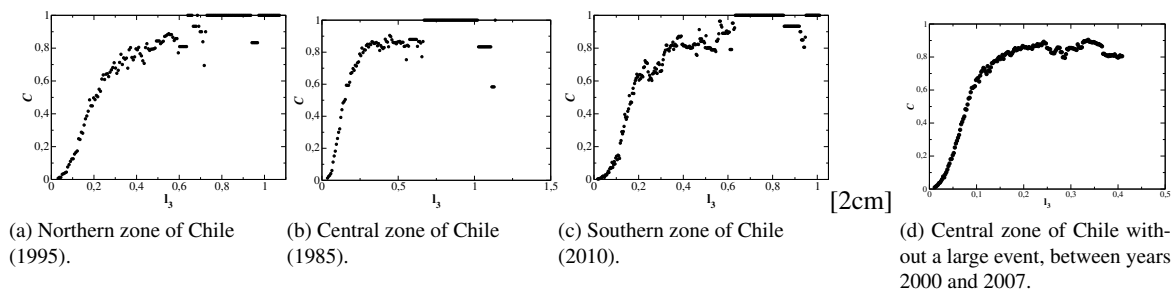 1
0,8
0,6
0,4
0,2
0
C
0 0,2 0,4 0,6 0,8 1
l₃
(a) Northern zone of Chile
(1995).
1
0,8
0,6
0,4
0,2
0
C
0 0,5 1 1,5
l₃
(b) Central zone of Chile
(1985).
1
0,8
0,6
0,4
0,2
0
C
0 0,2 0,4 0,6 0,8 1
l₃
(c) Southern zone of Chile
(2010).
[2cm]
1
0,8
0,6
0,4
0,2
0
C
0 0,1 0,2 0,3 0,4 0,5
l₃
(d) Central zone of Chile with-
out a large event, between years
2000 and 2007.